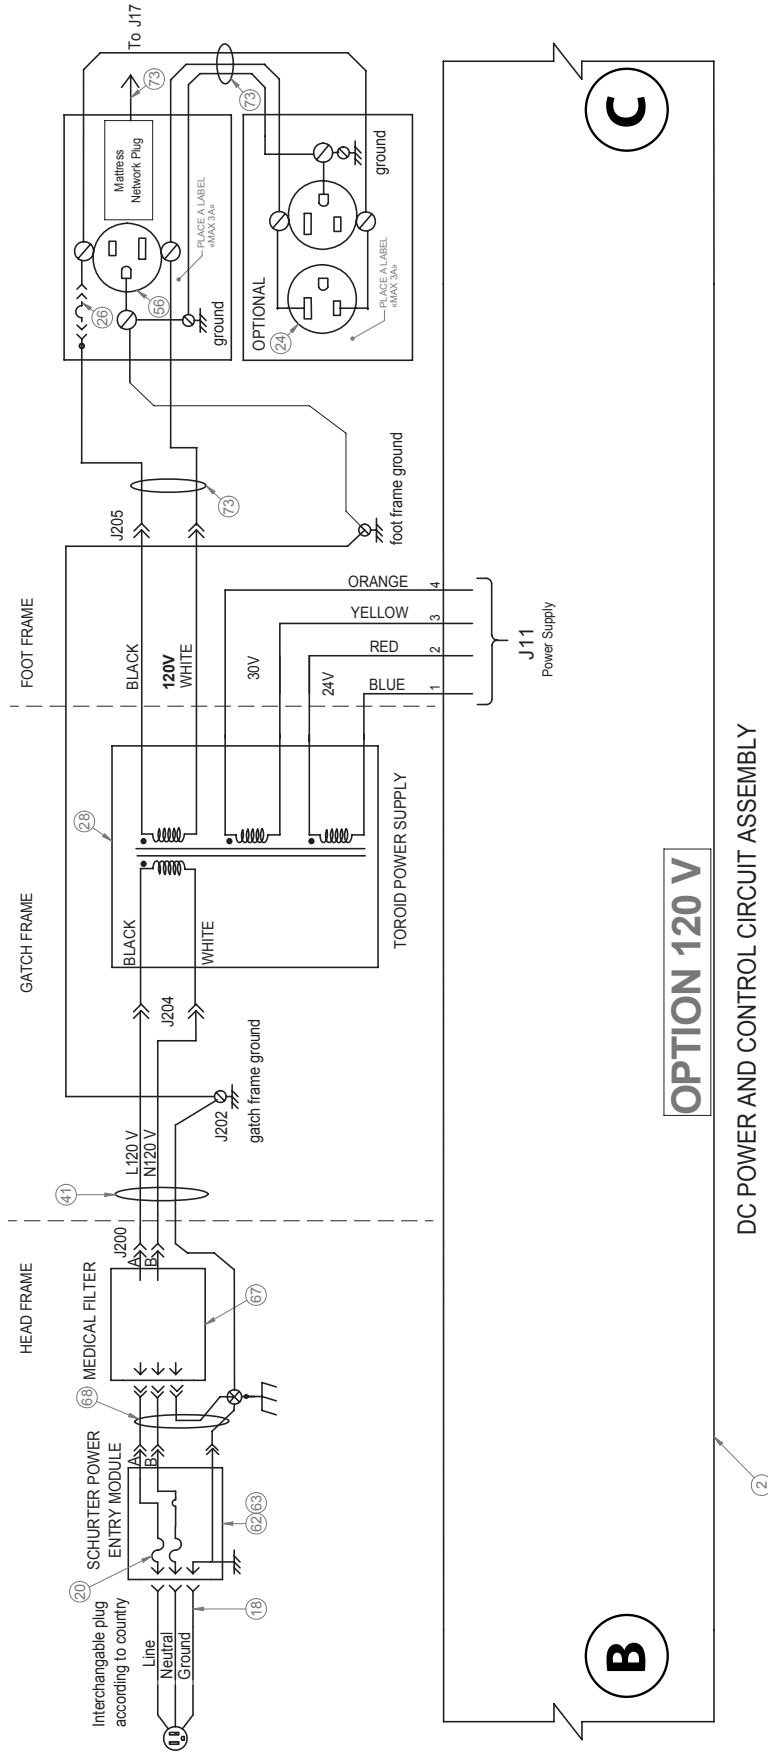 HEAD FRAME
GATCH FRAME
FOOT FRAME
Interchangable plug
according to country
Line
Neutral
Ground
18
20
SCHURTER POWER
ENTRY MODULE
62
63
A
B
68
MEDICAL FILTER
67
A
B
J200
41
L120 V
N120 V
J202
gatch frame ground
J204
BLACK
WHITE
28
TOROID POWER SUPPLY
BLACK
120V
WHITE
30V
24V
ORANGE
YELLOW
RED
BLUE
4
3
2
1
J11
Power Supply
J205
73
foot frame ground
26
56
Mattress
Network Plug
73
To J17
PLACE A LABEL
«MAX 3A»
ground
73
OPTIONAL
24
PLACE A LABEL
«MAX 3A»
ground
B
C
OPTION 120 V
2
DC POWER AND CONTROL CIRCUIT ASSEMBLY